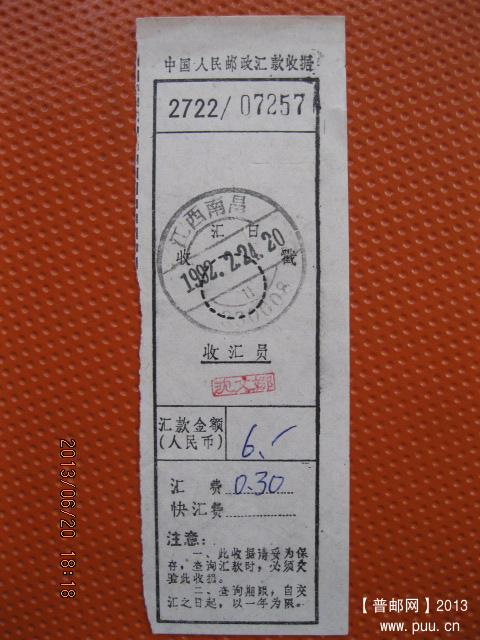 中国人民邮政汇款收据
2722/07257
江西南昌
收汇日戳
1982.2.24.20
收汇员
汇款金额
(人民币)
6.-
汇 费 0.30
快汇费
注意:
一、此收据请妥为保
存,查询汇款时,必须交
验此收据。
二、查询期限,自交
汇之日起,以一年为限。
2013/06/20 18:18
【普邮网】2013
www.puu.cn